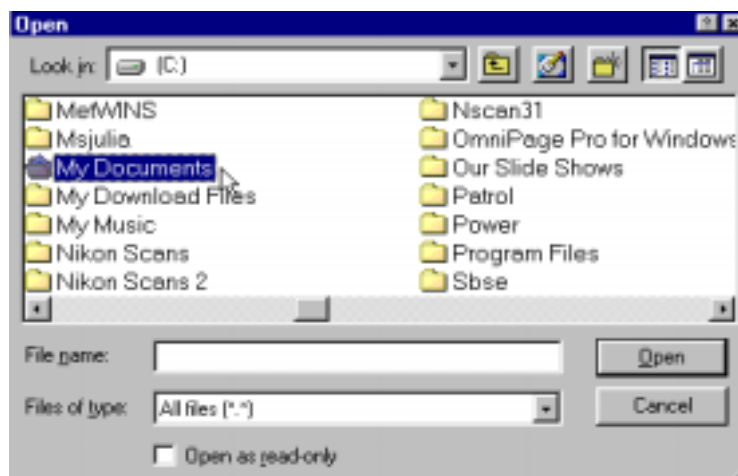 Open
Look in: (C:)
MetWINS
Msjulia
My Documents
My Download Files
My Music
Nikon Scans
Nikon Scans 2
Nscan31
OmniPage Pro for Windows
Our Slide Shows
Patrol
Power
Program Files
Sbse
File name: Open
Files of type: All files (*.*) Cancel
Open as read-only